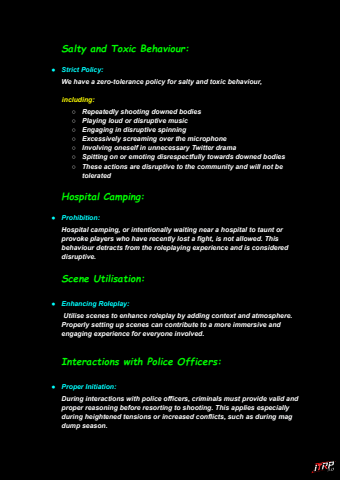 Salty and Toxic Behaviour:
● Strict Policy:
We have a zero-tolerance policy for salty and toxic behaviour,
including:
○ Repeatedly shooting downed bodies
○ Playing loud or disruptive music
○ Engaging in disruptive spinning
○ Excessively screaming over the microphone
○ Involving oneself in unnecessary Twitter drama
○ Spitting on or emoting disrespectfully towards downed bodies
○ These actions are disruptive to the community and will not be
tolerated
Hospital Camping:
● Prohibition:
Hospital camping, or intentionally waiting near a hospital to taunt or
provoke players who have recently lost a fight, is not allowed. This
behaviour detracts from the roleplaying experience and is considered
disruptive.
Scene Utilisation:
● Enhancing Roleplay:
Utilise scenes to enhance roleplay by adding context and atmosphere.
Properly setting up scenes can contribute to a more immersive and
engaging experience for everyone involved.
Interactions with Police Officers:
● Proper Initiation:
During interactions with police officers, criminals must provide valid and
proper reasoning before resorting to shooting. This applies especially
during heightened tensions or increased conflicts, such as during mag
dump season.